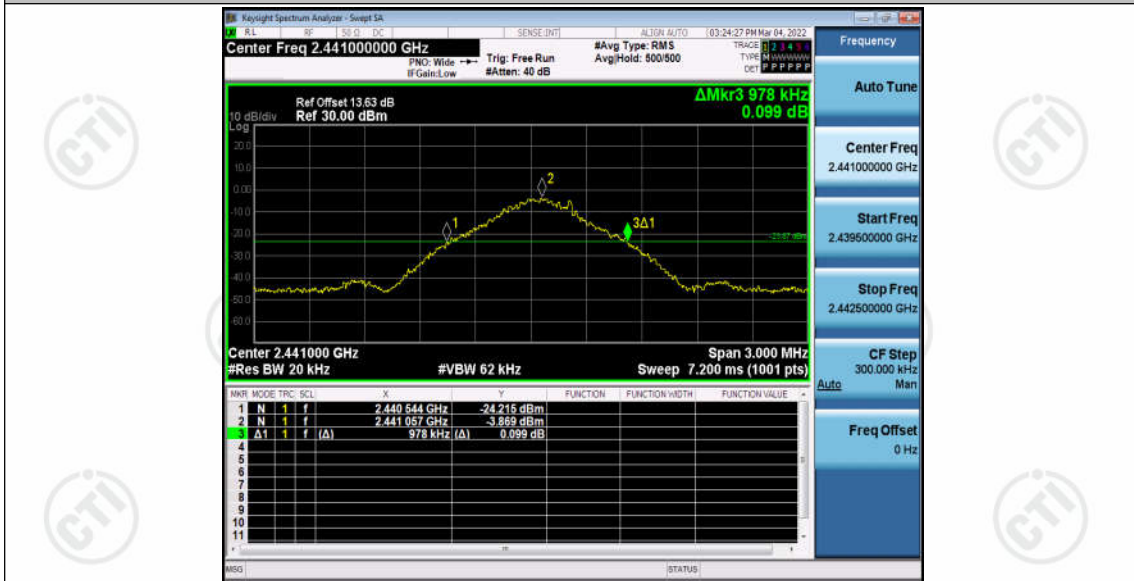 Keysight Spectrum Analyzer - Swept SA
RL RF 50 Ω DC SENSE:INT ALIGN AUTO 03:24:27 PM Mar 04, 2022
Center Freq 2.441000000 GHz
PNO: Wide
IFGain:Low
Trig: Free Run
#Atten: 40 dB
#Avg Type: RMS
Avg|Hold: 500/500
TRACE 1 2 3 4 5 6
TYPE M W W W W W
DET P P P P P P
ΔMkr3 978 kHz
0.099 dB
Ref Offset 13.63 dB
10 dB/div Ref 30.00 dBm
Log
20.0
10.0
0.00
-10.0
-20.0
-30.0
-40.0
-50.0
-60.0
1
2
3Δ1
Center 2.441000 GHz Span 3.000 MHz
#Res BW 20 kHz #VBW 62 kHz Sweep 7.200 ms (1001 pts)
MKR MODE TRC SCL X Y FUNCTION FUNCTION WIDTH FUNCTION VALUE
1 N 1 f 2.440 544 GHz -24.215 dBm
2 N 1 f 2.441 057 GHz -3.869 dBm
3 Δ1 1 f (Δ) 978 kHz (Δ) 0.099 dB
4
5
6
7
8
9
10
11
MSG STATUS
Frequency
Auto Tune
Center Freq
2.441000000 GHz
Start Freq
2.439500000 GHz
Stop Freq
2.442500000 GHz
CF Step
300.000 kHz
Auto Man
Freq Offset
0 Hz
CTI
CTI
CTI
CTI